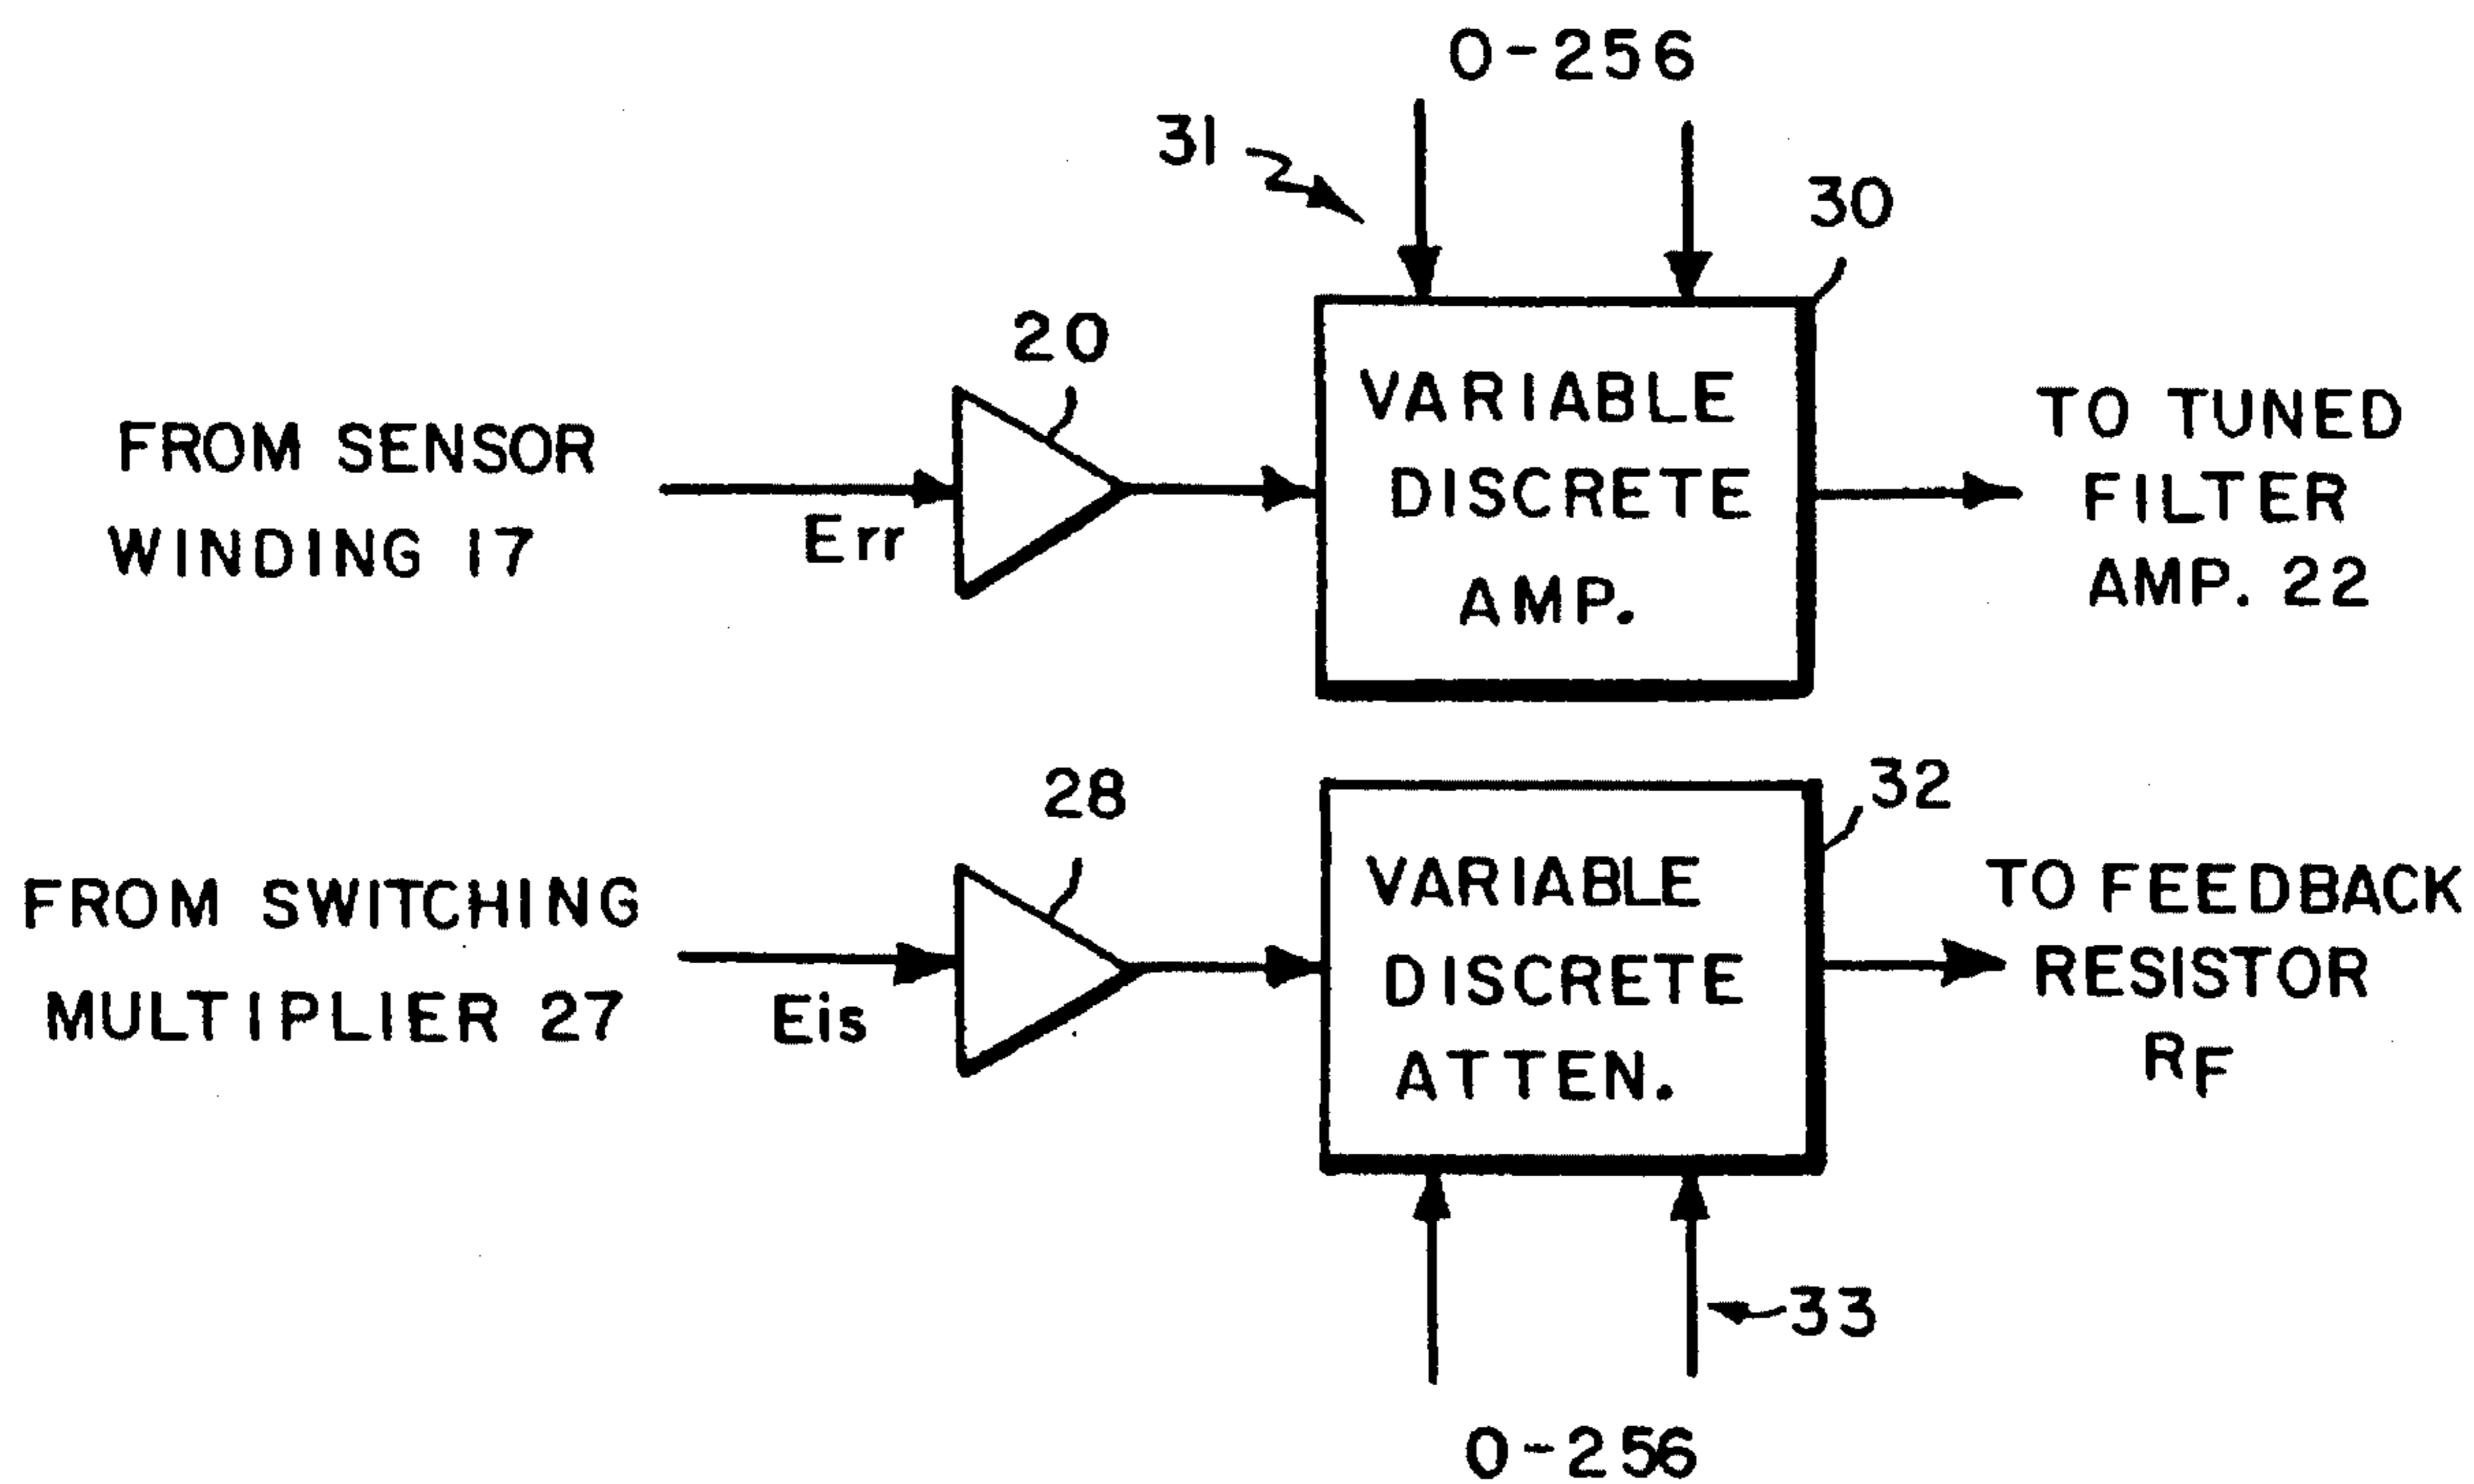 0-256
31
30
20
FROM SENSOR
WINDING 17
Err
VARIABLE
DISCRETE
AMP.
TO TUNED
FILTER
AMP. 22
28
32
FROM SWITCHING
MULTIPLIER 27
Eis
VARIABLE
DISCRETE
ATTEN.
TO FEEDBACK
RESISTOR
RF
33
0-256